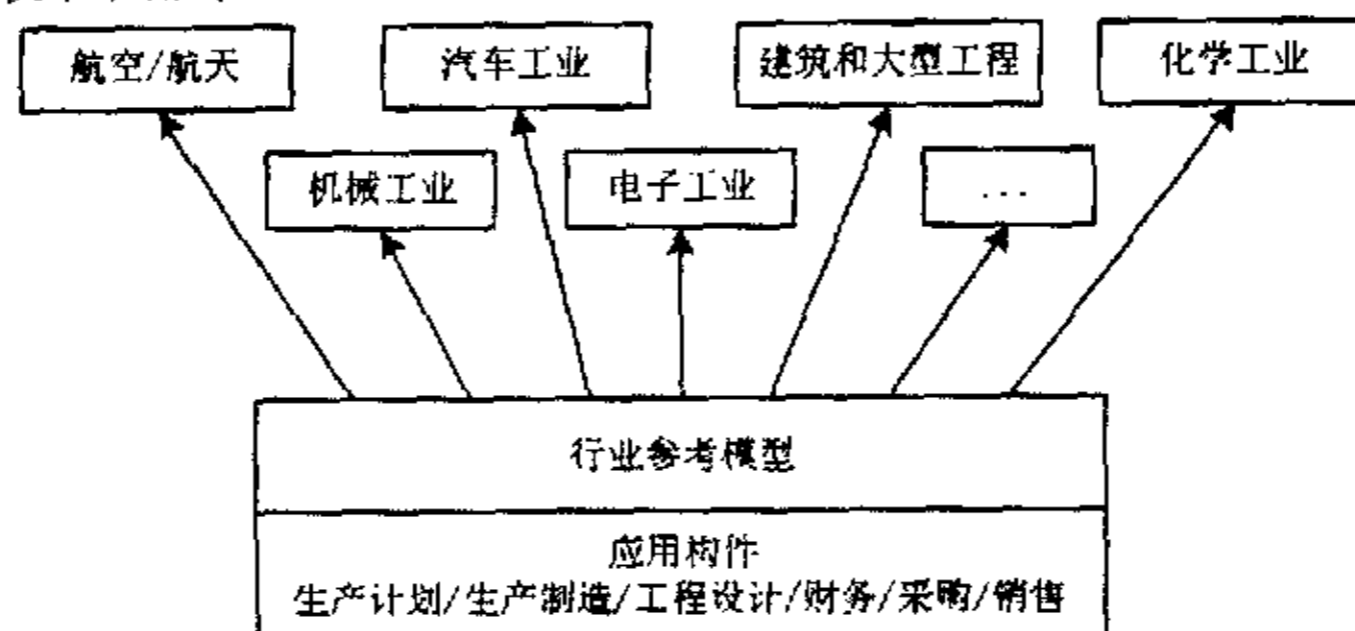 航空/航天
汽车工业
建筑和大型工程
化学工业
机械工业
电子工业
...
行业参考模型
应用构件
生产计划/生产制造/工程设计/财务/采购/销售